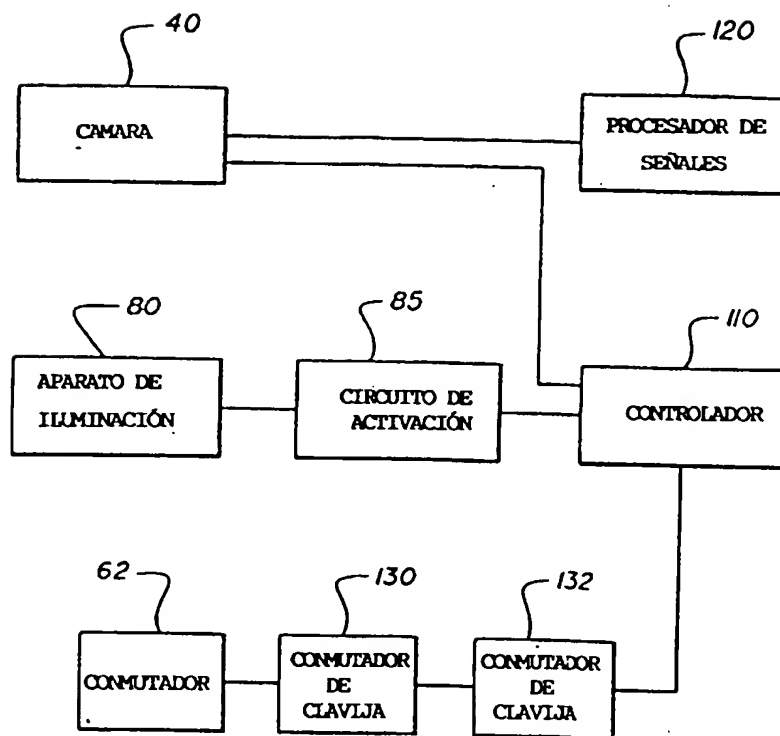 40
CAMARA
120
PROCESADOR DE
SEÑALES
80
APARATO DE
ILUMINACIÓN
85
CIRCUITO DE
ACTIVACIÓN
110
CONTROLADOR
62
CONMUTADOR
130
CONMUTADOR
DE
CLAVIJA
132
CONMUTADOR
DE
CLAVIJA